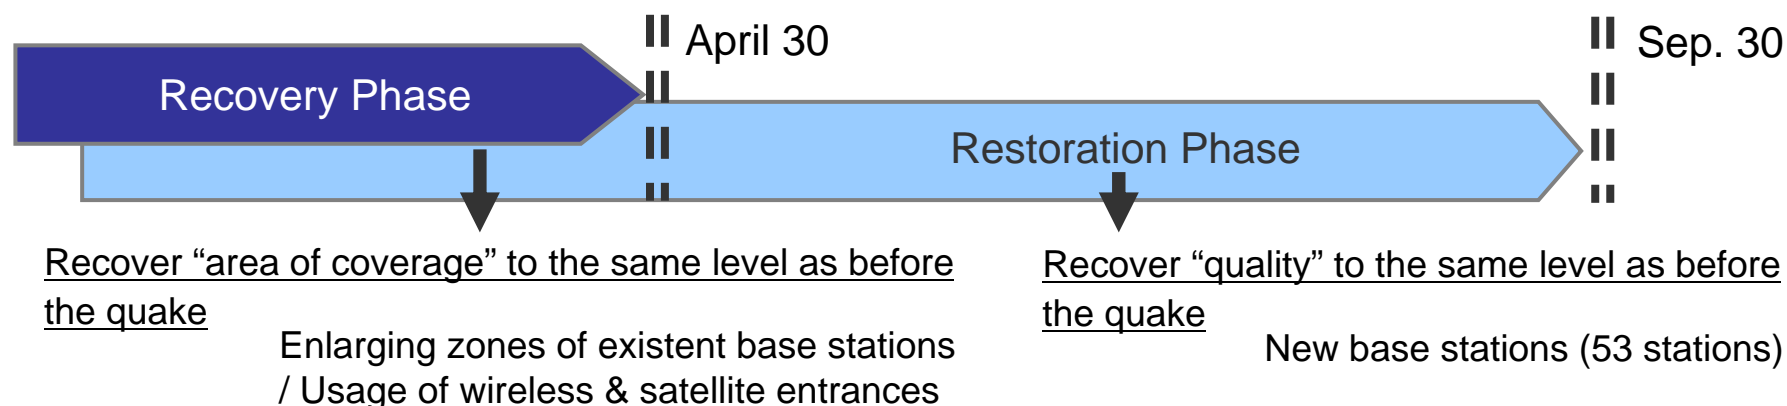 April 30
Sep. 30
Recovery Phase
Restoration Phase
Recover “area of coverage” to the same level as before
the quake
Enlarging zones of existent base stations
/ Usage of wireless & satellite entrances
Recover “quality” to the same level as before
the quake
New base stations (53 stations)